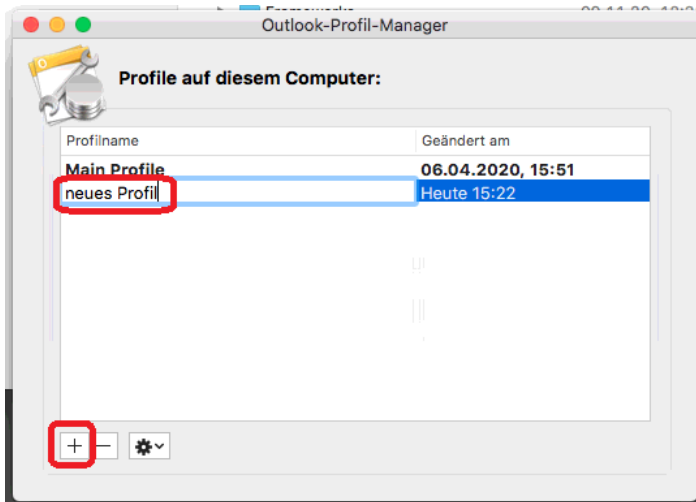 Outlook-Profil-Manager
Profile auf diesem Computer:
Profilname Geändert am
Main Profile 06.04.2020, 15:51
neues Profil Heute 15:22